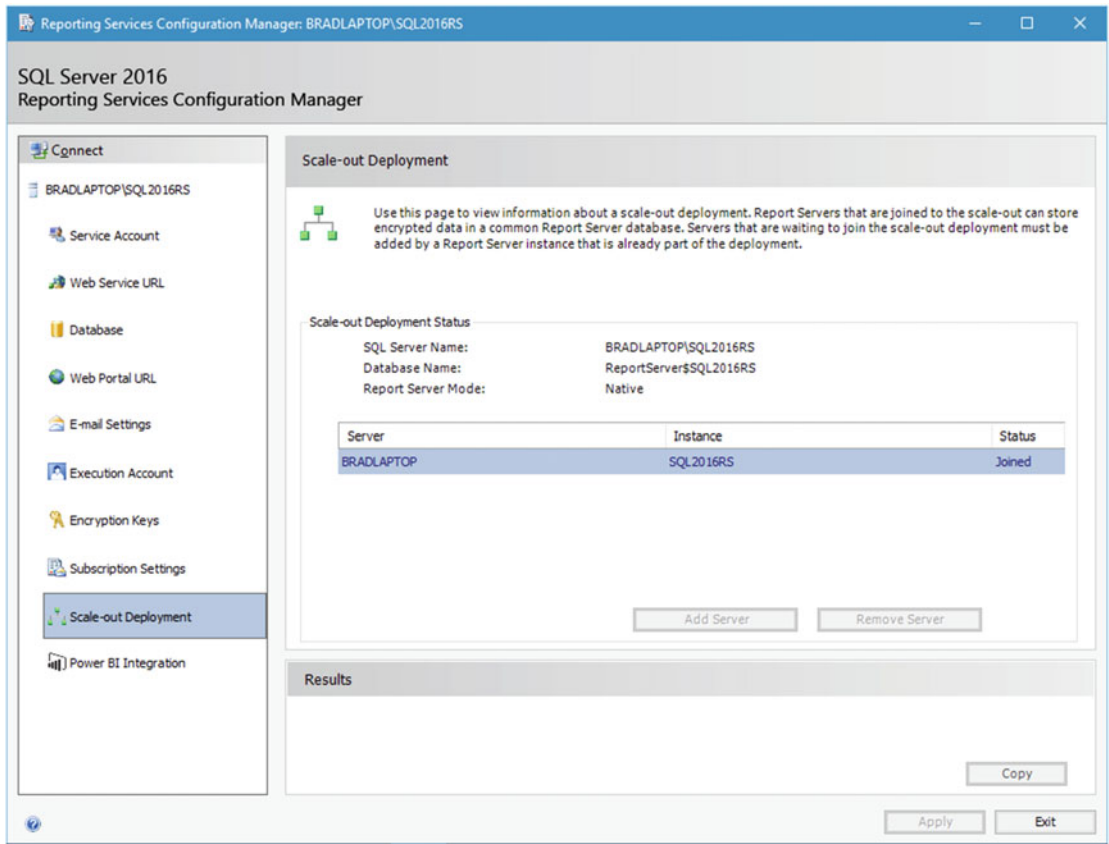 Reporting Services Configuration Manager: BRADLAPTOP\SQL2016RS
SQL Server 2016
Reporting Services Configuration Manager
Connect
BRADLAPTOP\SQL2016RS
Service Account
Web Service URL
Database
Web Portal URL
E-mail Settings
Execution Account
Encryption Keys
Subscription Settings
Scale-out Deployment
Power BI Integration
Scale-out Deployment
Use this page to view information about a scale-out deployment. Report Servers that are joined to the scale-out can store
encrypted data in a common Report Server database. Servers that are waiting to join the scale-out deployment must be
added by a Report Server instance that is already part of the deployment.
Scale-out Deployment Status
SQL Server Name: BRADLAPTOP\SQL2016RS
Database Name: ReportServer$SQL2016RS
Report Server Mode: Native
Server Instance Status
BRADLAPTOP SQL2016RS Joined
Add Server Remove Server
Results
Copy
Apply Exit